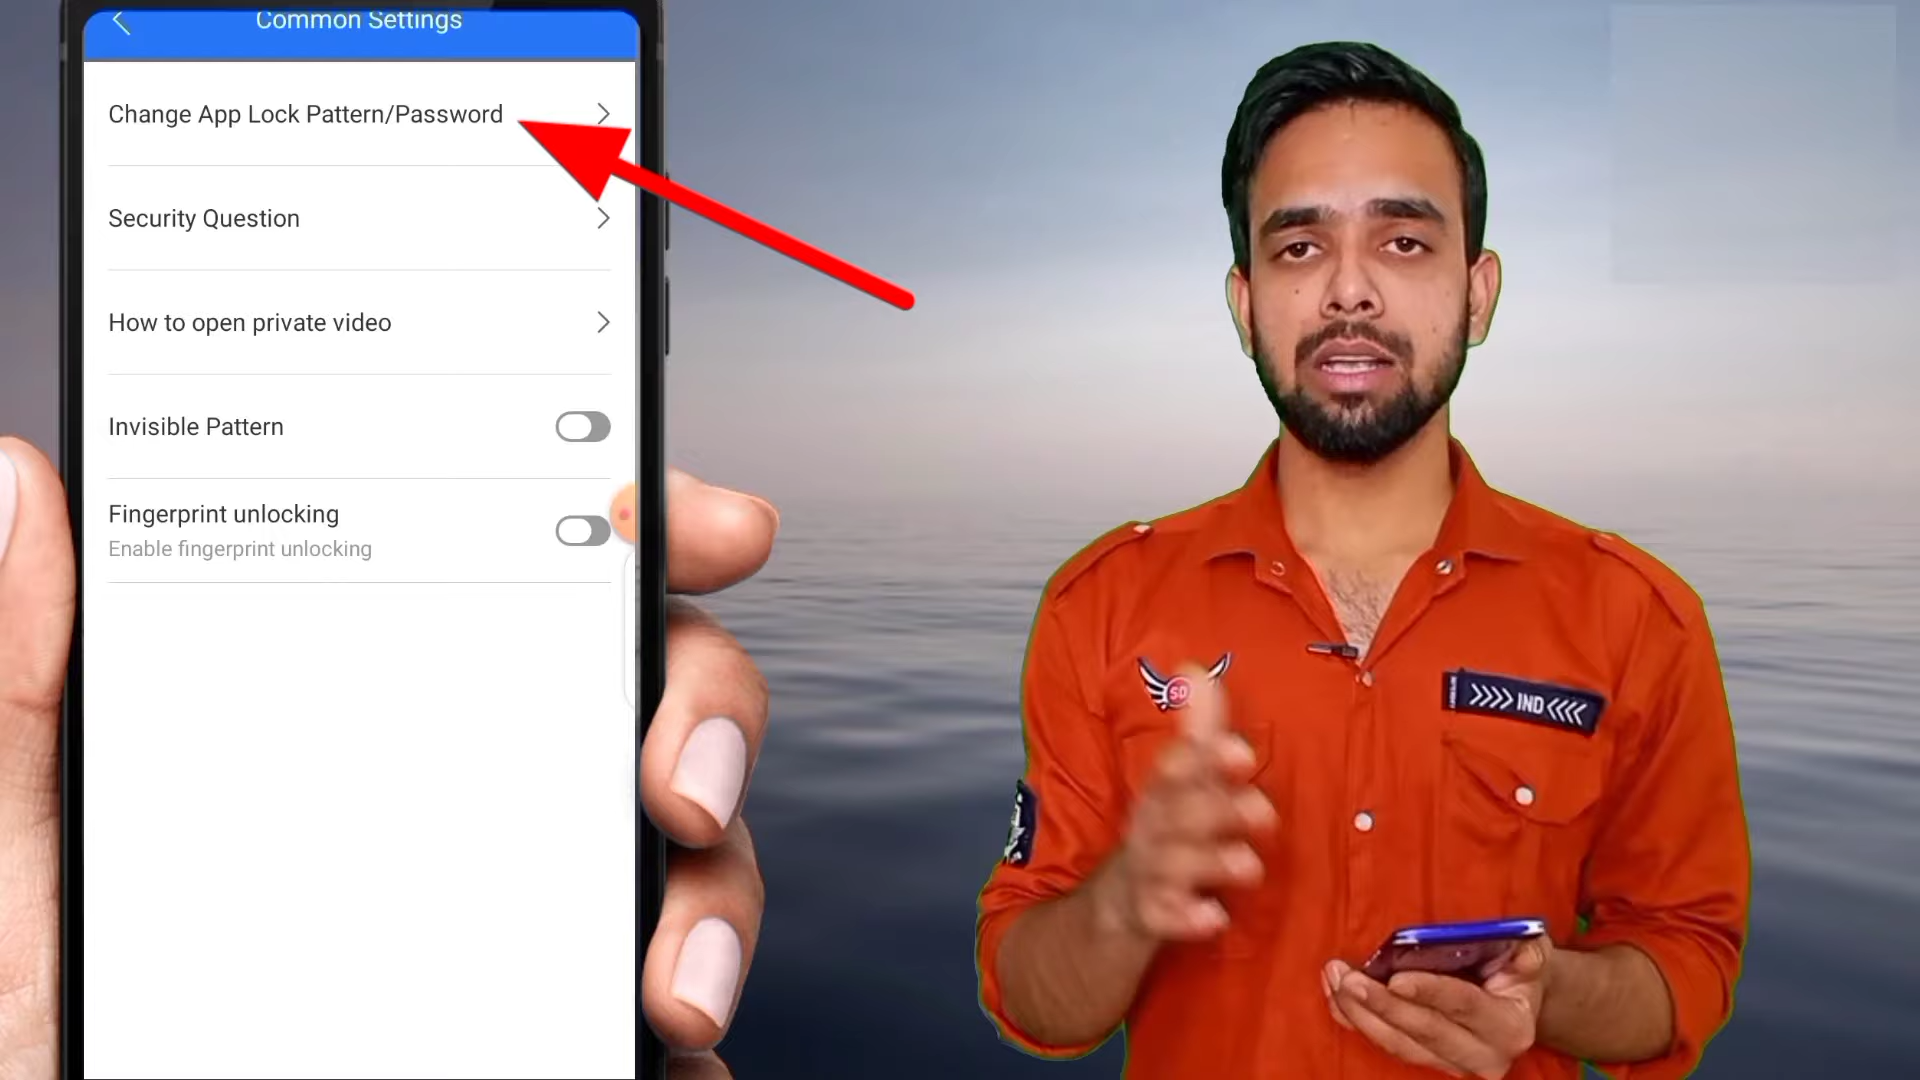 Common Settings
Change App Lock Pattern/Password
Security Question
How to open private video
Invisible Pattern
Fingerprint unlocking
Enable fingerprint unlocking
SD
IND